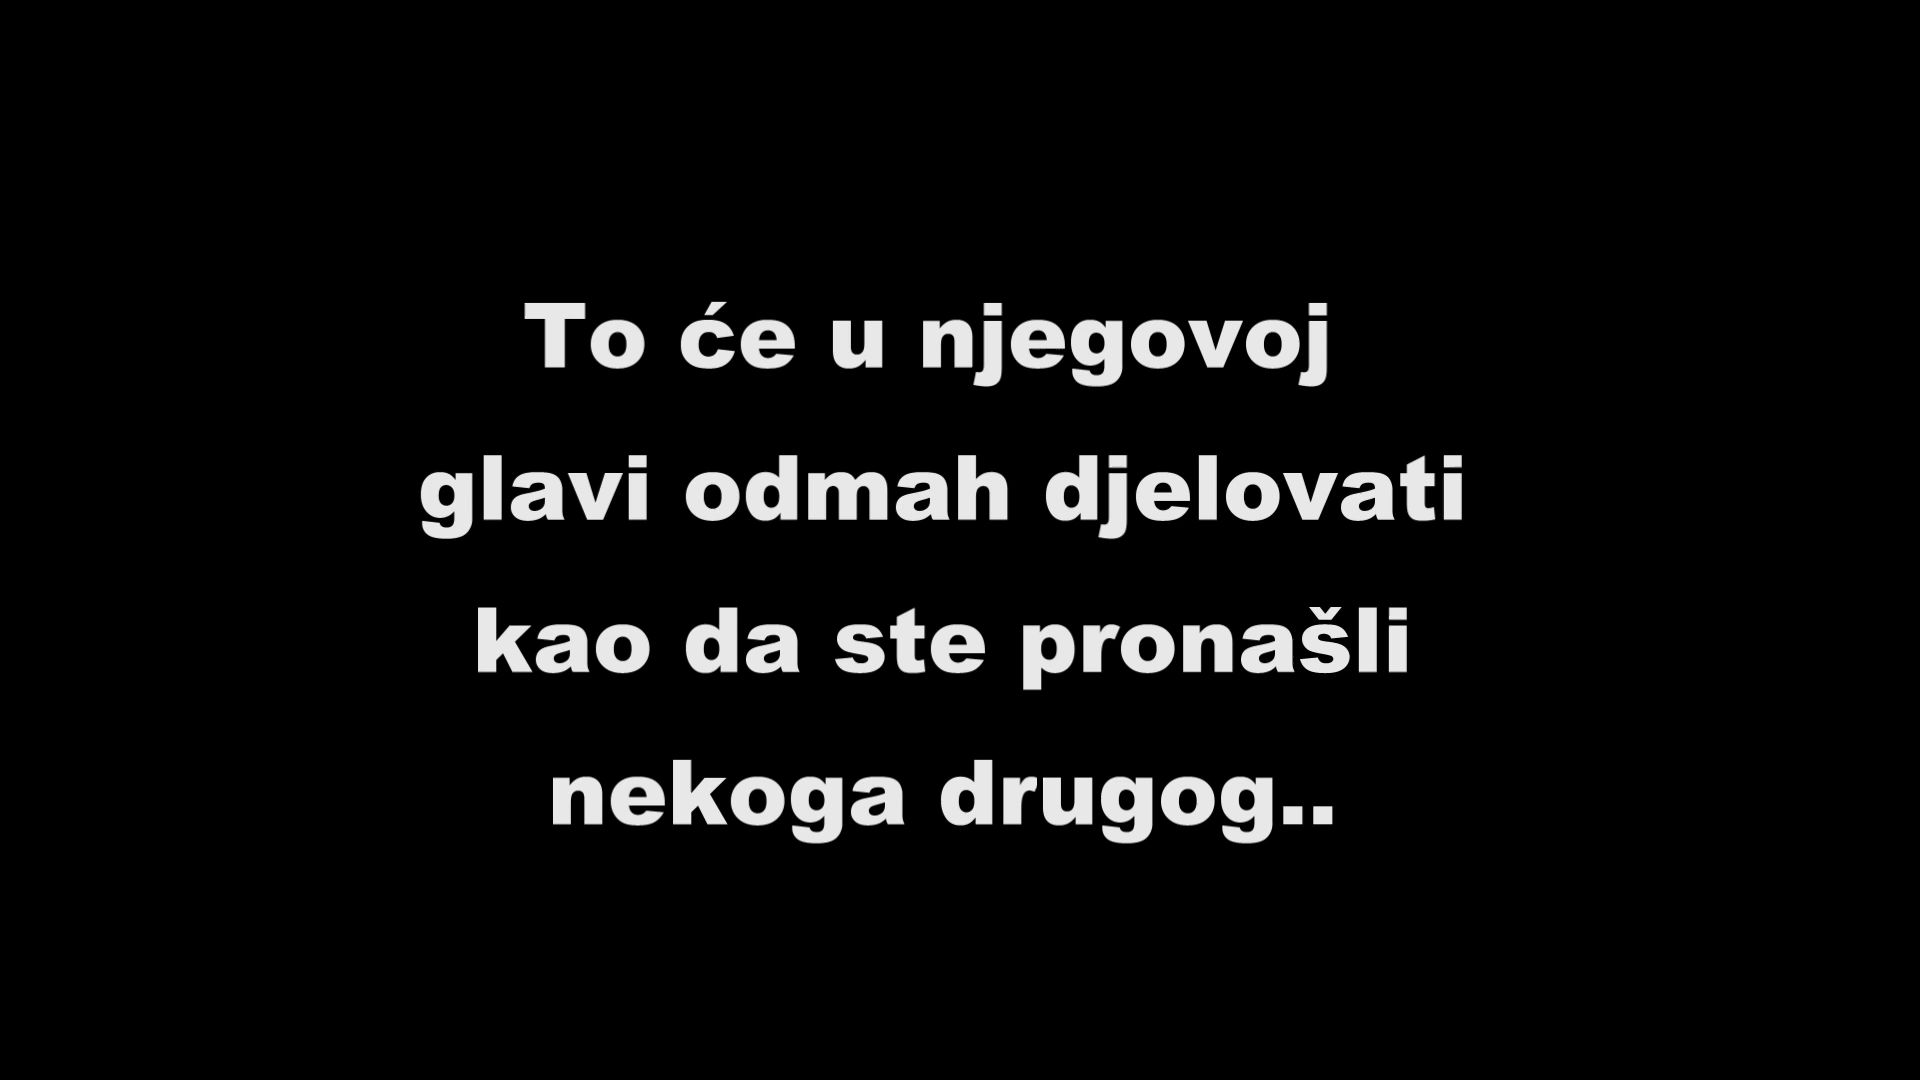 To će u njegovoj
glavi odmah djelovati
kao da ste pronašli
nekoga drugog..